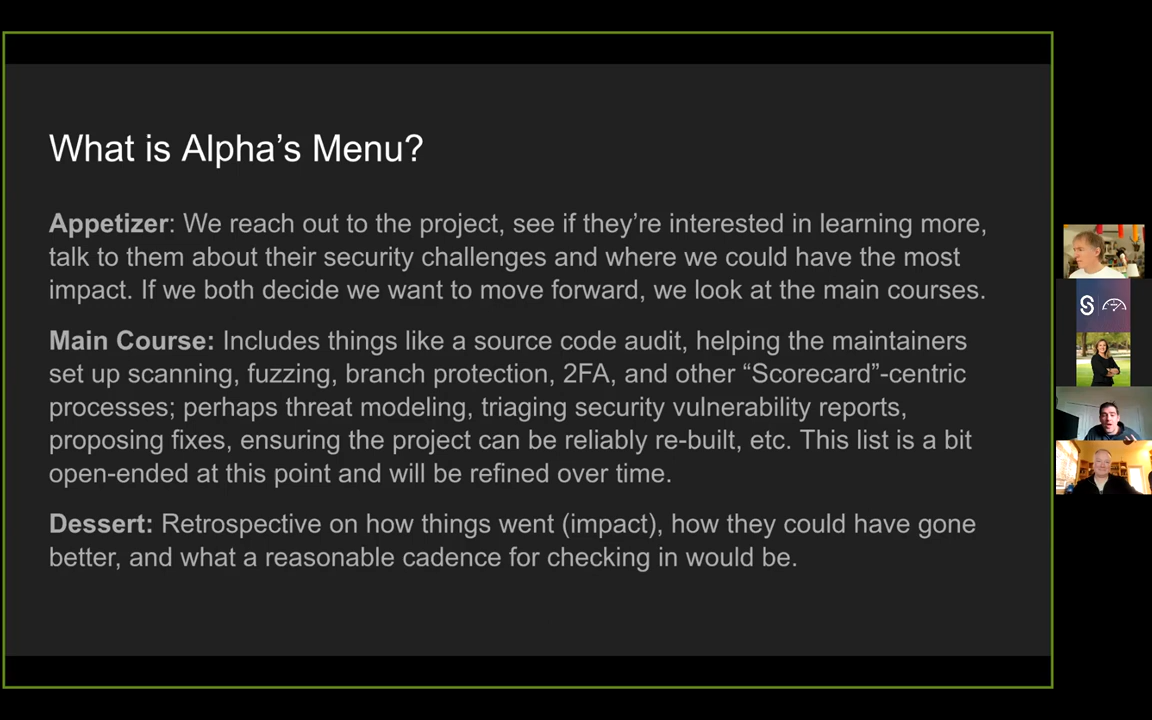 What is Alpha’s Menu?
Appetizer: We reach out to the project, see if they’re interested in learning more,
talk to them about their security challenges and where we could have the most
impact. If we both decide we want to move forward, we look at the main courses.
Main Course: Includes things like a source code audit, helping the maintainers
set up scanning, fuzzing, branch protection, 2FA, and other “Scorecard”-centric
processes; perhaps threat modeling, triaging security vulnerability reports,
proposing fixes, ensuring the project can be reliably re-built, etc. This list is a bit
open-ended at this point and will be refined over time.
Dessert: Retrospective on how things went (impact), how they could have gone
better, and what a reasonable cadence for checking in would be.